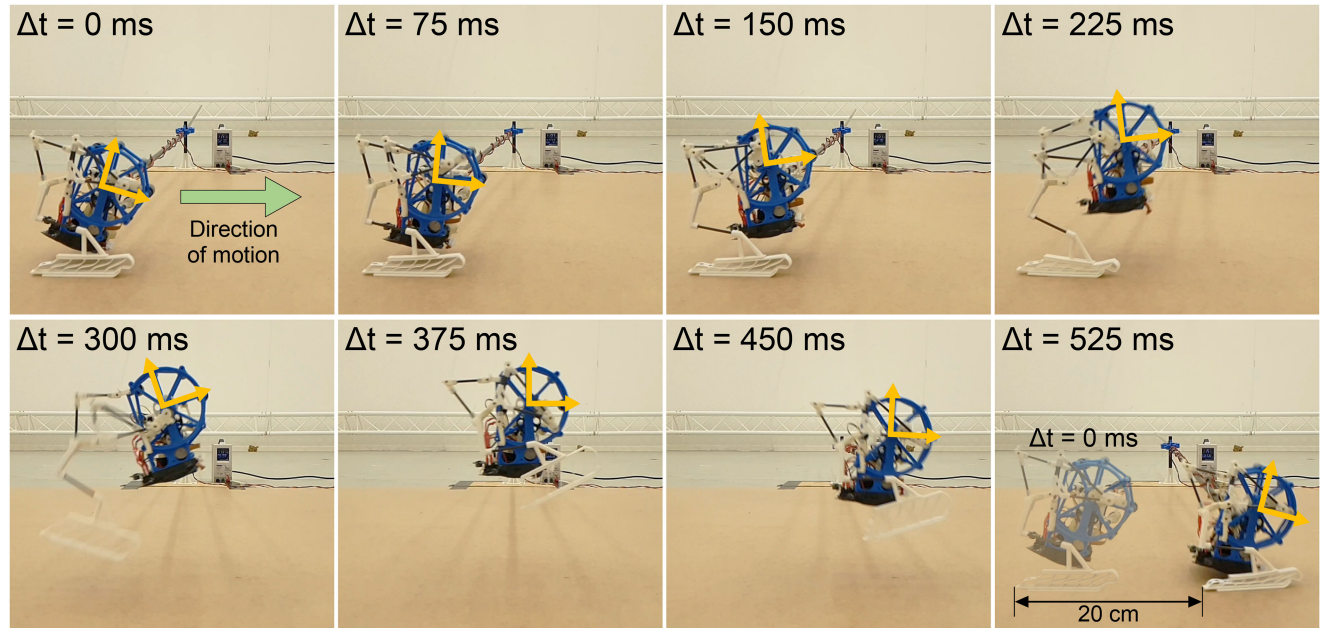 Δt = 0 ms
Δt = 75 ms
Δt = 150 ms
Δt = 225 ms
Direction
of motion
Δt = 300 ms
Δt = 375 ms
Δt = 450 ms
Δt = 525 ms
Δt = 0 ms
20 cm